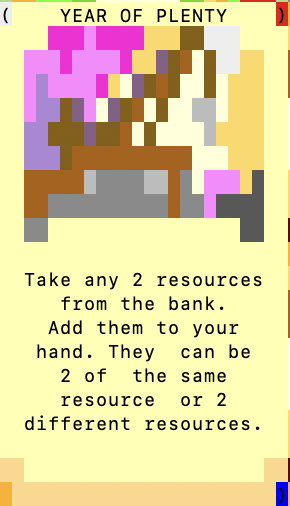 ( YEAR OF PLENTY )
Take any 2 resources
from the bank.
Add them to your
hand. They  can be
2 of  the same
resource  or 2
different resources.
)